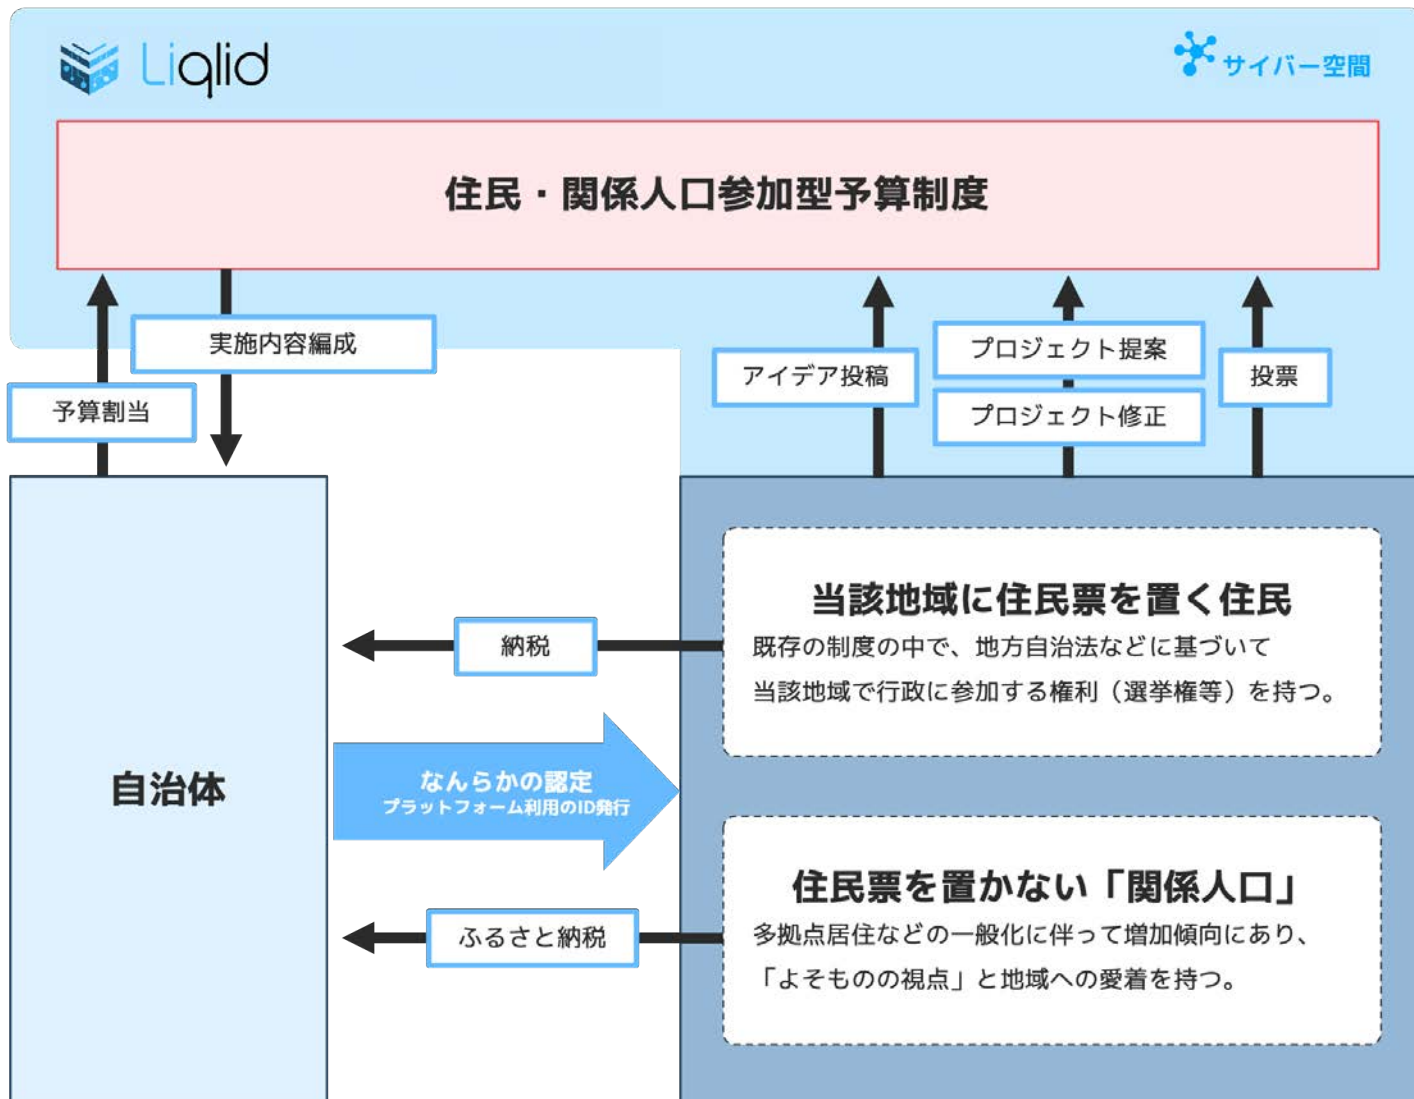 Liqlid
サイバー空間
住民・関係人口参加型予算制度
実施内容編成
予算割当
アイデア投稿
プロジェクト提案
プロジェクト修正
投票
自治体
納税
なんらかの認定
プラットフォーム利用のID発行
ふるさと納税
当該地域に住民票を置く住民
既存の制度の中で、地方自治法などに基づいて
当該地域で行政に参加する権利（選挙権等）を持つ。
住民票を置かない「関係人口」
多拠点居住などの一般化に伴って増加傾向にあり、
「よそものの視点」と地域への愛着を持つ。